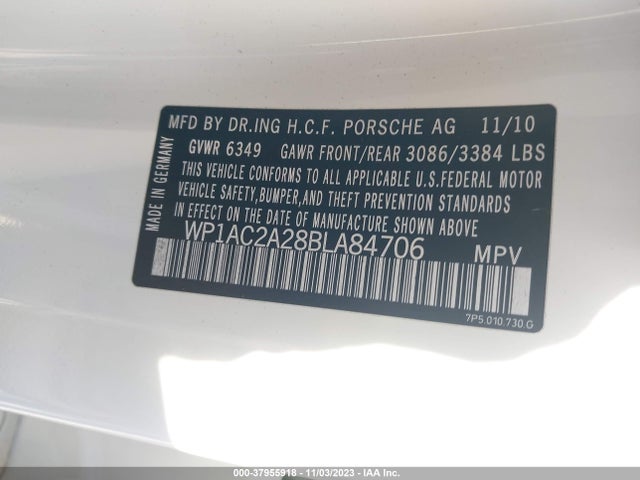 MFD BY DR.ING H.C.F. PORSCHE AG 11/10
GVWR 6349 GAWR FRONT/REAR 3086/3384 LBS
THIS VEHICLE CONFORMS TO ALL APPLICABLE U.S.FEDERAL MOTOR
VEHICLE SAFETY,BUMPER,AND THEFT PREVENTION STANDARDS
IN EFFECT ON THE DATE OF MANUFACTURE SHOWN ABOVE
WP1AC2A28BLA84706 MPV
MADE IN GERMANY
7P5.010.730.G
000-37955918 - 11/03/2023 - IAA Inc.